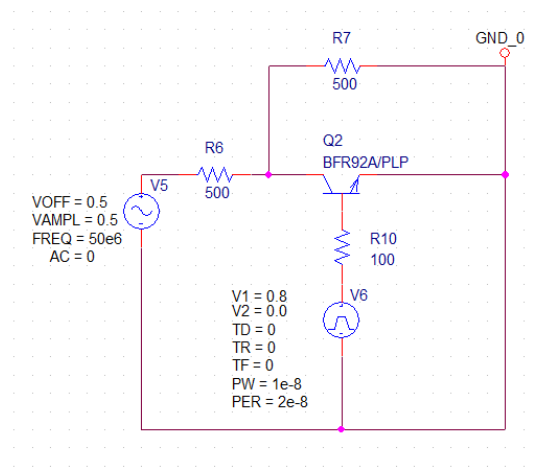 R7
GND_0
500
Q2
BFR92A/PLP
R6
V5
500
VOFF = 0.5
VAMPL = 0.5
FREQ = 50e6
AC = 0
R10
100
V6
V1 = 0.8
V2 = 0.0
TD = 0
TR = 0
TF = 0
PW = 1e-8
PER = 2e-8